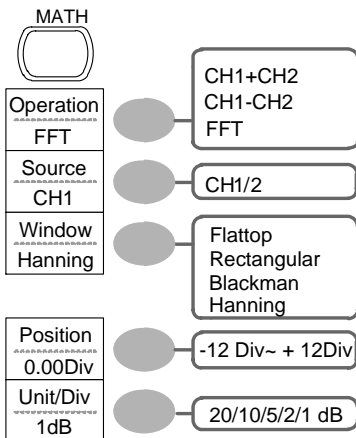 MATH
Operation
FFT
CH1+CH2
CH1-CH2
FFT
Source
CH1
CH1/2
Window
Hanning
Flattop
Rectangular
Blackman
Hanning
Position
0.00Div
-12 Div~ + 12Div
Unit/Div
1dB
20/10/5/2/1 dB